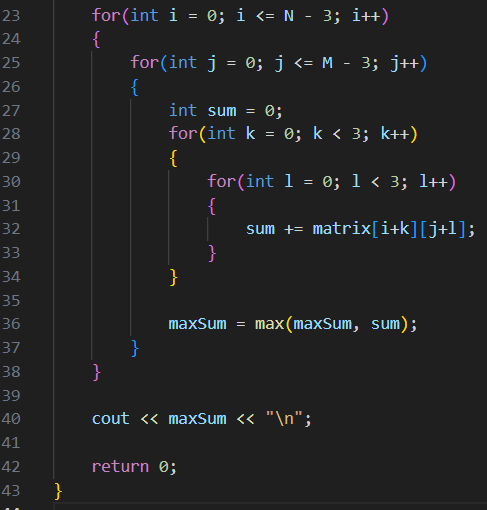 23 for(int i = 0; i <= N - 3; i++)
24 {
25 for(int j = 0; j <= M - 3; j++)
26 {
27 int sum = 0;
28 for(int k = 0; k < 3; k++)
29 {
30 for(int l = 0; l < 3; l++)
31 {
32 sum += matrix[i+k][j+l];
33 }
34 }
35
36 maxSum = max(maxSum, sum);
37 }
38 }
39
40 cout << maxSum << "\n";
41
42 return 0;
43 }
44